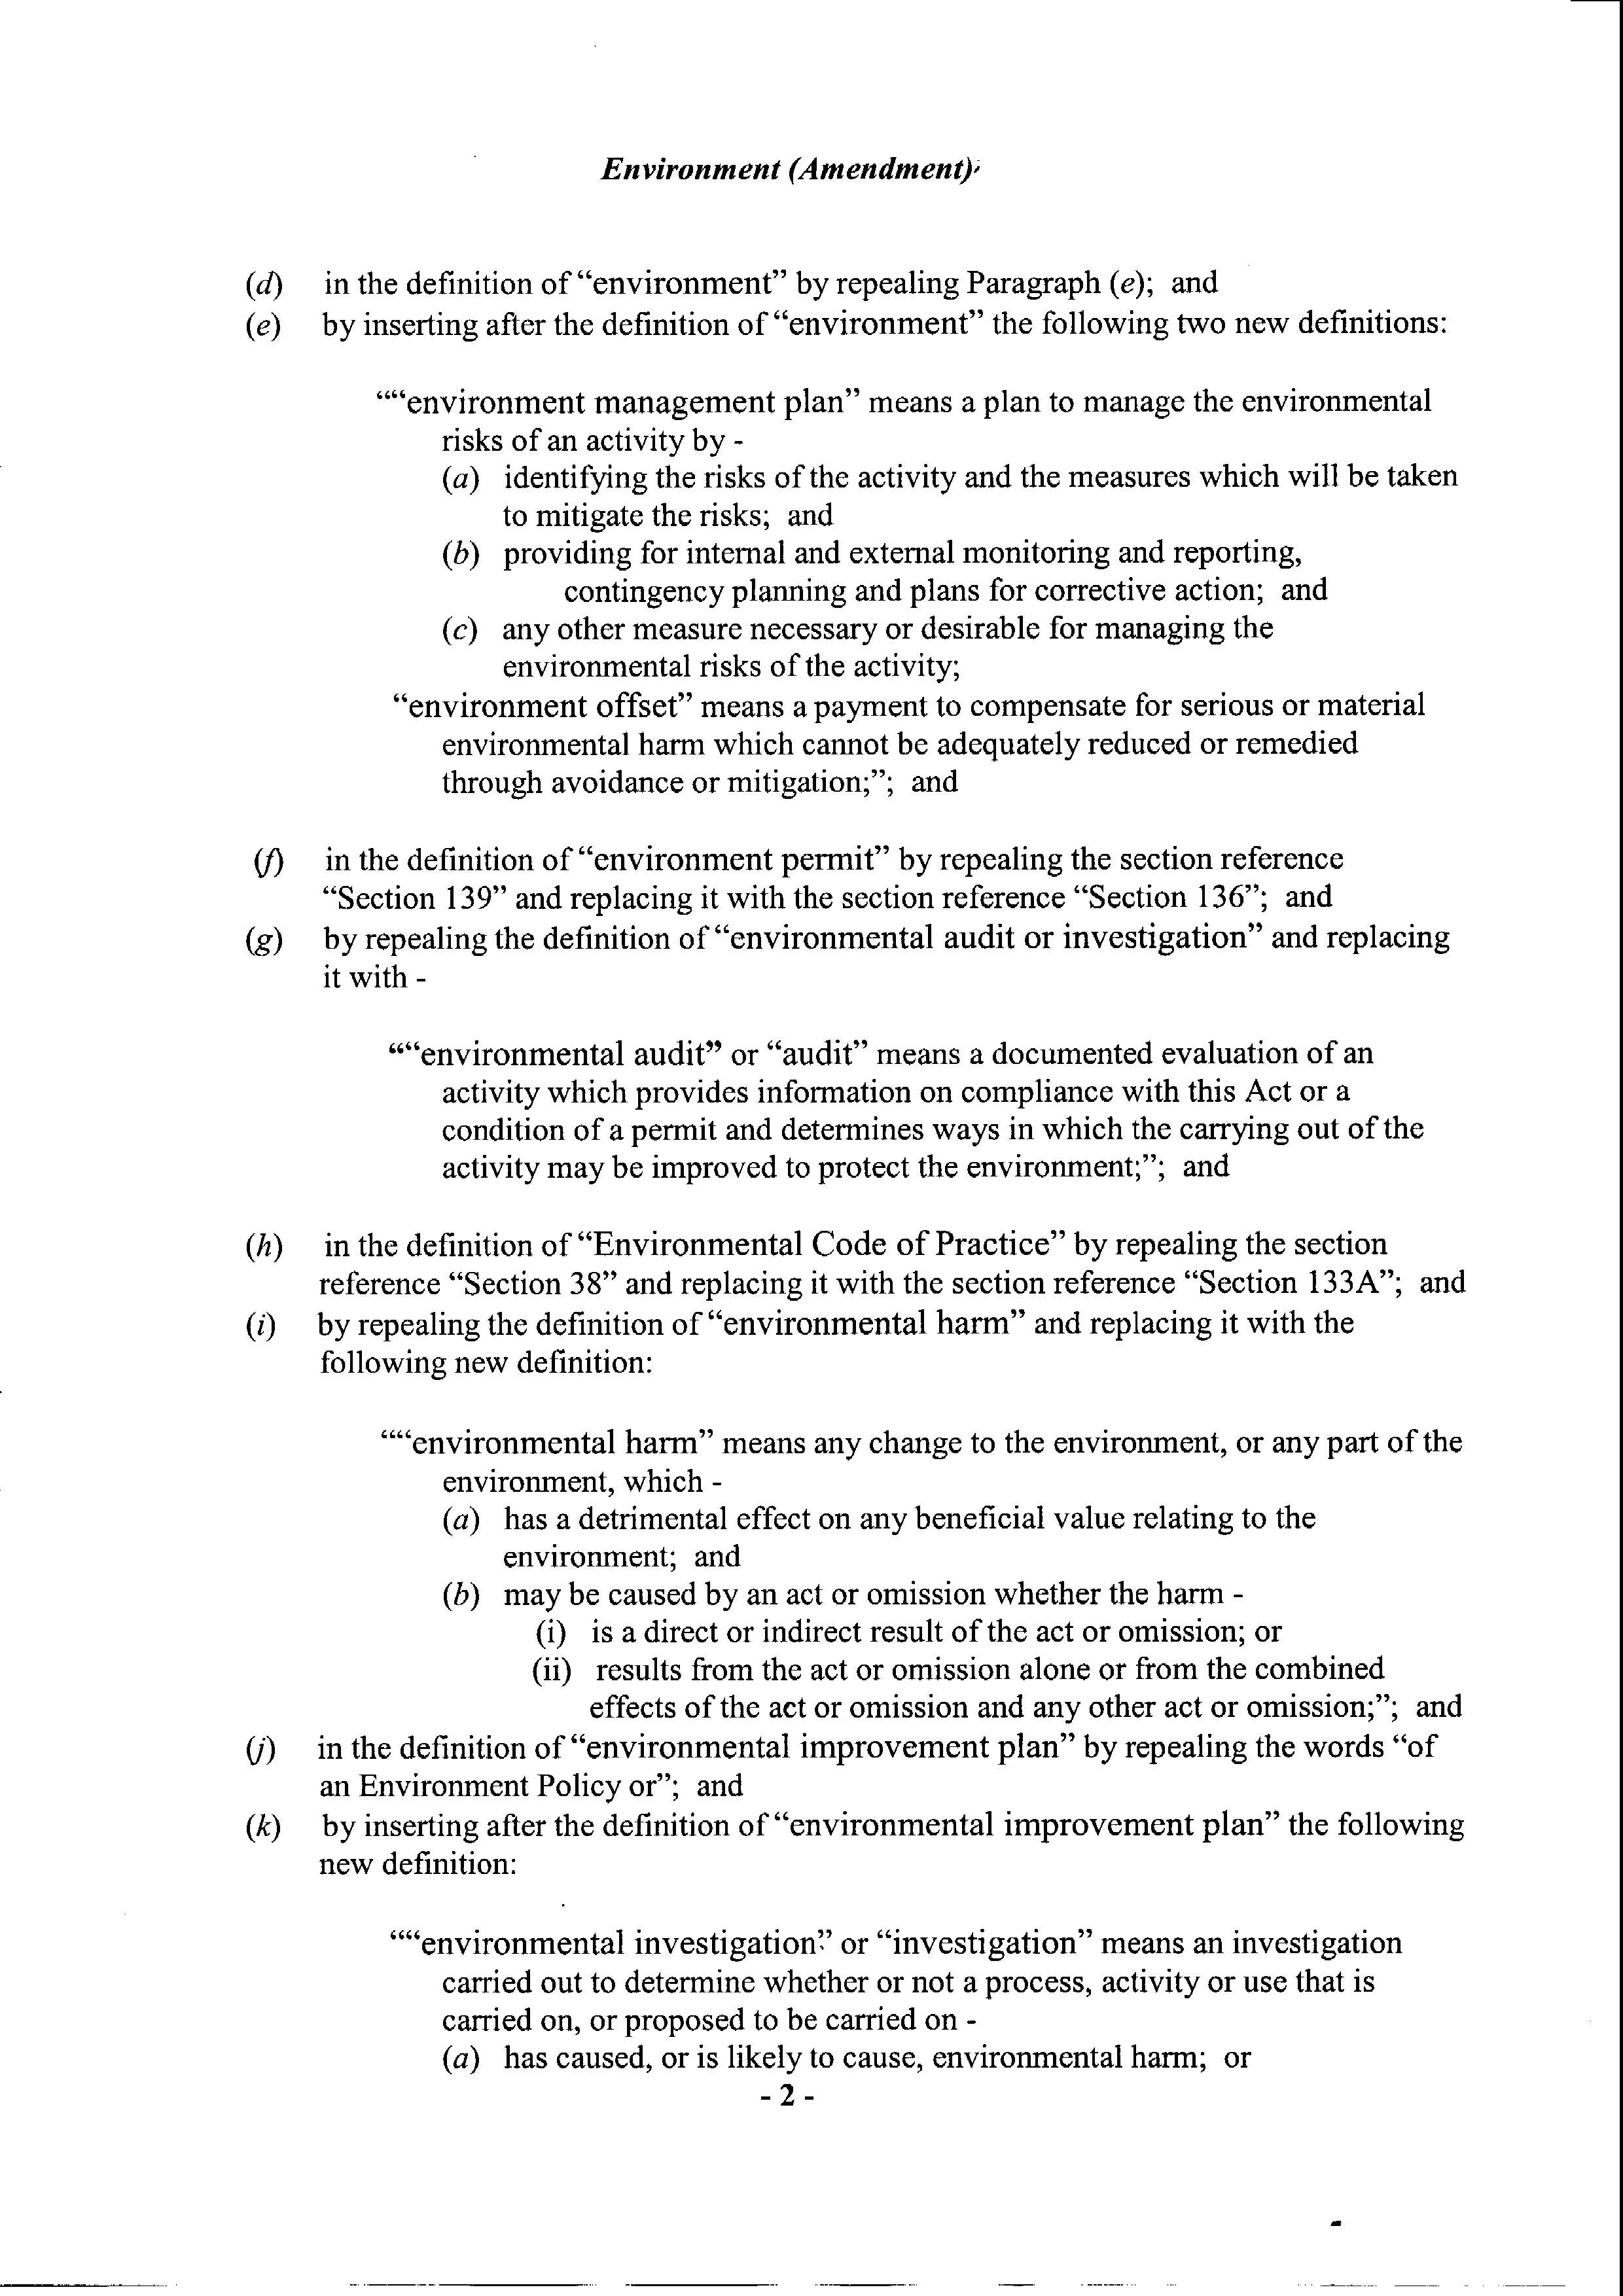 Environment (Amendment)
(d) in the definition of “environment” by repealing Paragraph (e); and
(e) by inserting after the definition of “environment” the following two new definitions:
““environment management plan” means a plan to manage the environmental
risks of an activity by -
(a) identifying the risks of the activity and the measures which will be taken
to mitigate the risks; and
(b) providing for internal and external monitoring and reporting,
contingency planning and plans for corrective action; and
(c) any other measure necessary or desirable for managing the
environmental risks of the activity;
“environment offset” means a payment to compensate for serious or material
environmental harm which cannot be adequately reduced or remedied
through avoidance or mitigation;”; and
(f) in the definition of “environment permit” by repealing the section reference
“Section 139” and replacing it with the section reference “Section 136”; and
(g) by repealing the definition of “environmental audit or investigation” and replacing
it with -
““environmental audit” or “audit” means a documented evaluation of an
activity which provides information on compliance with this Act or a
condition of a permit and determines ways in which the carrying out of the
activity may be improved to protect the environment;”; and
(h) in the definition of “Environmental Code of Practice” by repealing the section
reference “Section 38” and replacing it with the section reference “Section 133A”; and
(i) by repealing the definition of “environmental harm” and replacing it with the
following new definition:
““environmental harm” means any change to the environment, or any part of the
environment, which -
(a) has a detrimental effect on any beneficial value relating to the
environment; and
(b) may be caused by an act or omission whether the harm -
(i) is a direct or indirect result of the act or omission; or
(ii) results from the act or omission alone or from the combined
effects of the act or omission and any other act or omission;”; and
(j) in the definition of “environmental improvement plan” by repealing the words “of
an Environment Policy or”; and
(k) by inserting after the definition of “environmental improvement plan” the following
new definition:
““environmental investigation” or “investigation” means an investigation
carried out to determine whether or not a process, activity or use that is
carried on, or proposed to be carried on -
(a) has caused, or is likely to cause, environmental harm; or
- 2 -